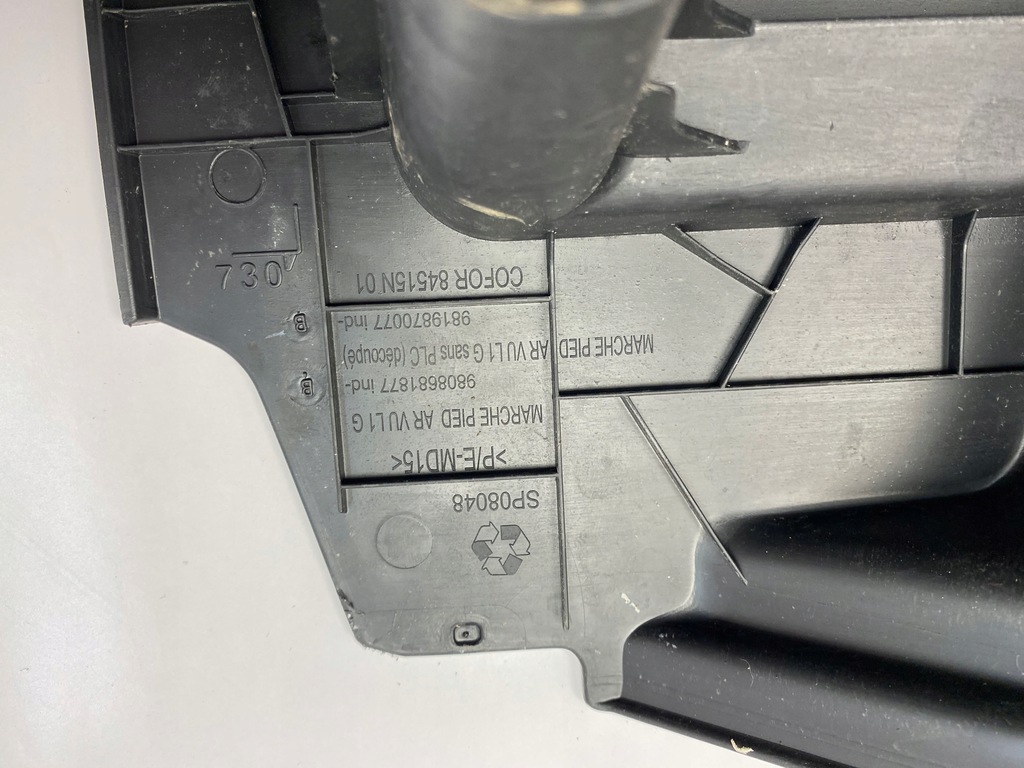 SP08048
>P/E-MD15<
MARCHE PIED AR VU L1 G
9808681877 ind-
MARCHE PIED AR VU L1 G sans PLC (découpé)
9819870077 ind-
COFOR 84515N 01
730
B
B